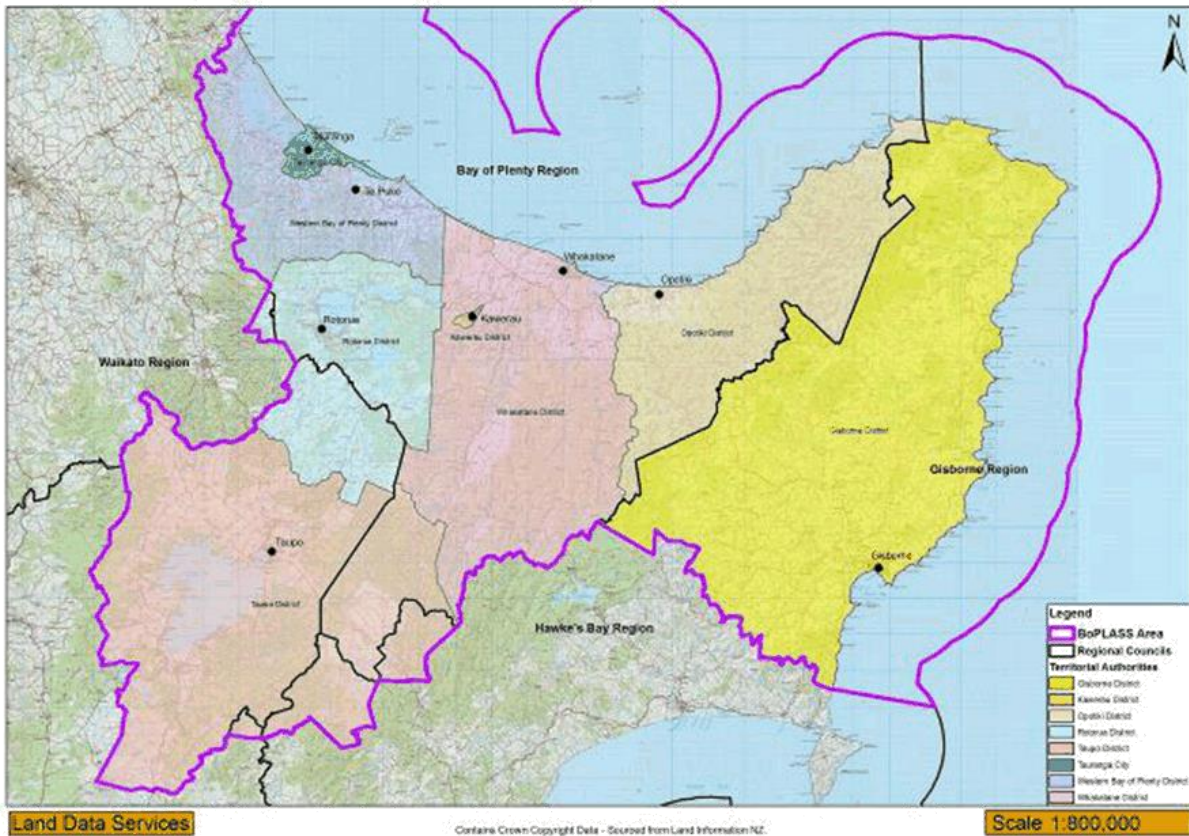 N
Tauranga
Te Puke
Bay of Plenty Region
Western Bay of Plenty District
Whakatane
Opotiki
Rotorua
Kawerau
Rotorua District
Kawerau District
Opotiki District
Waikato Region
Whakatane District
Gisborne District
Gisborne Region
Taupo
Gisborne
Taupo District
Hawke's Bay Region
Legend
BoPLASS Area
Regional Councils
Territorial Authorities
Gisborne District
Kawerau District
Opotiki District
Rotorua District
Taupo District
Tauranga City
Western Bay of Plenty District
Whakatane District
Land Data Services
Contains Crown Copyright Data - Sourced from Land Information NZ.
Scale 1:800,000